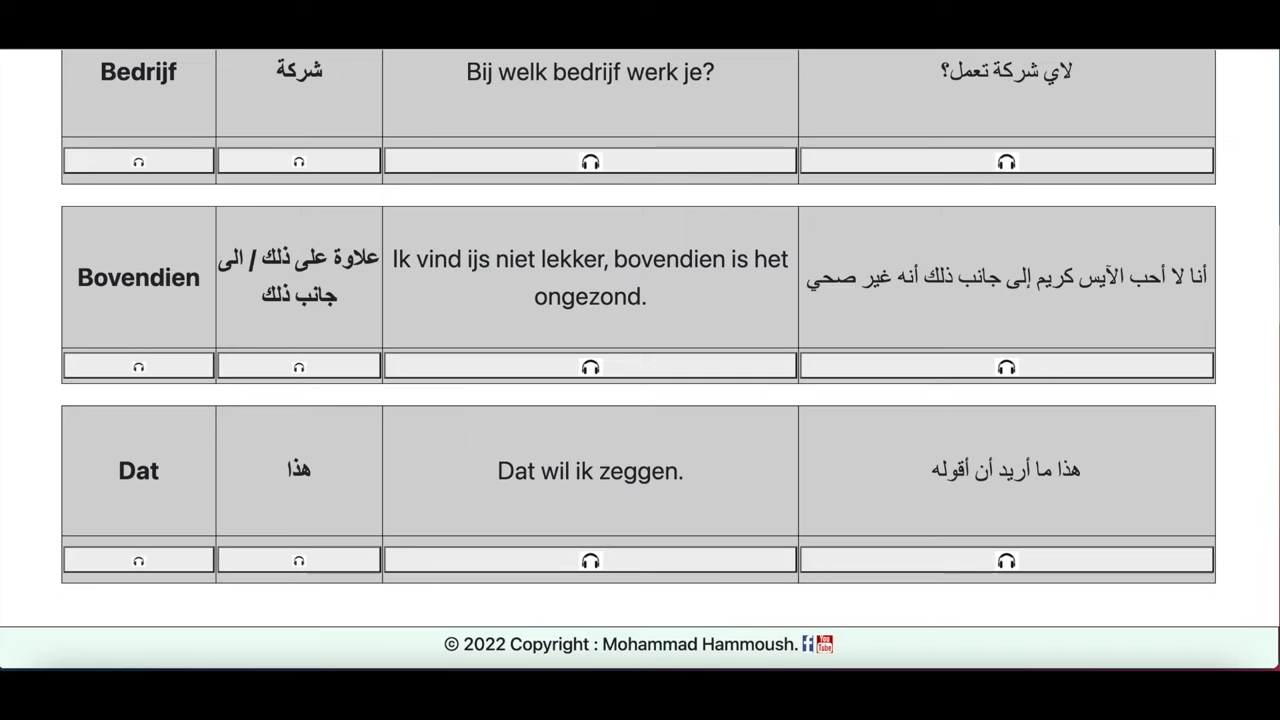 Bedrijf
شركة
Bij welk bedrijf werk je?
لاي شركة تعمل؟
Bovendien
علاوة على ذلك / الى
جانب ذلك
Ik vind ijs niet lekker, bovendien is het
ongezond.
أنا لا أحب الآيس كريم إلى جانب ذلك أنه غير صحي
Dat
هذا
Dat wil ik zeggen.
هذا ما أريد أن أقوله
© 2022 Copyright : Mohammad Hammoush. f You Tube